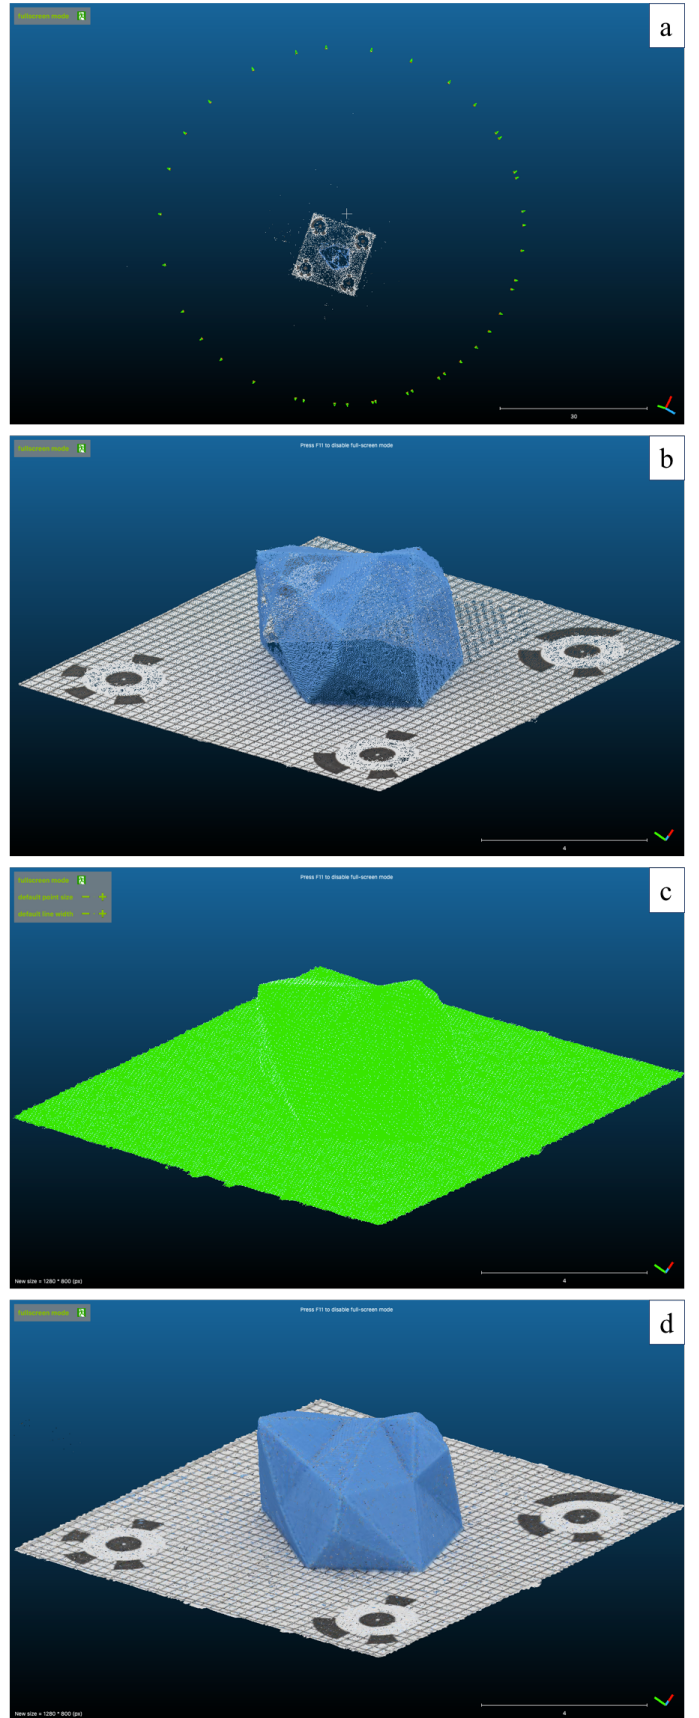 fullscreen mode
a
30
fullscreen mode
Press F11 to disable full-screen mode
b
4
fullscreen mode
Press F11 to disable full-screen mode
default point size - +
default line width - +
c
New size = 1280 * 800 (px)
4
fullscreen mode
Press F11 to disable full-screen mode
d
New size = 1280 * 800 (px)
4